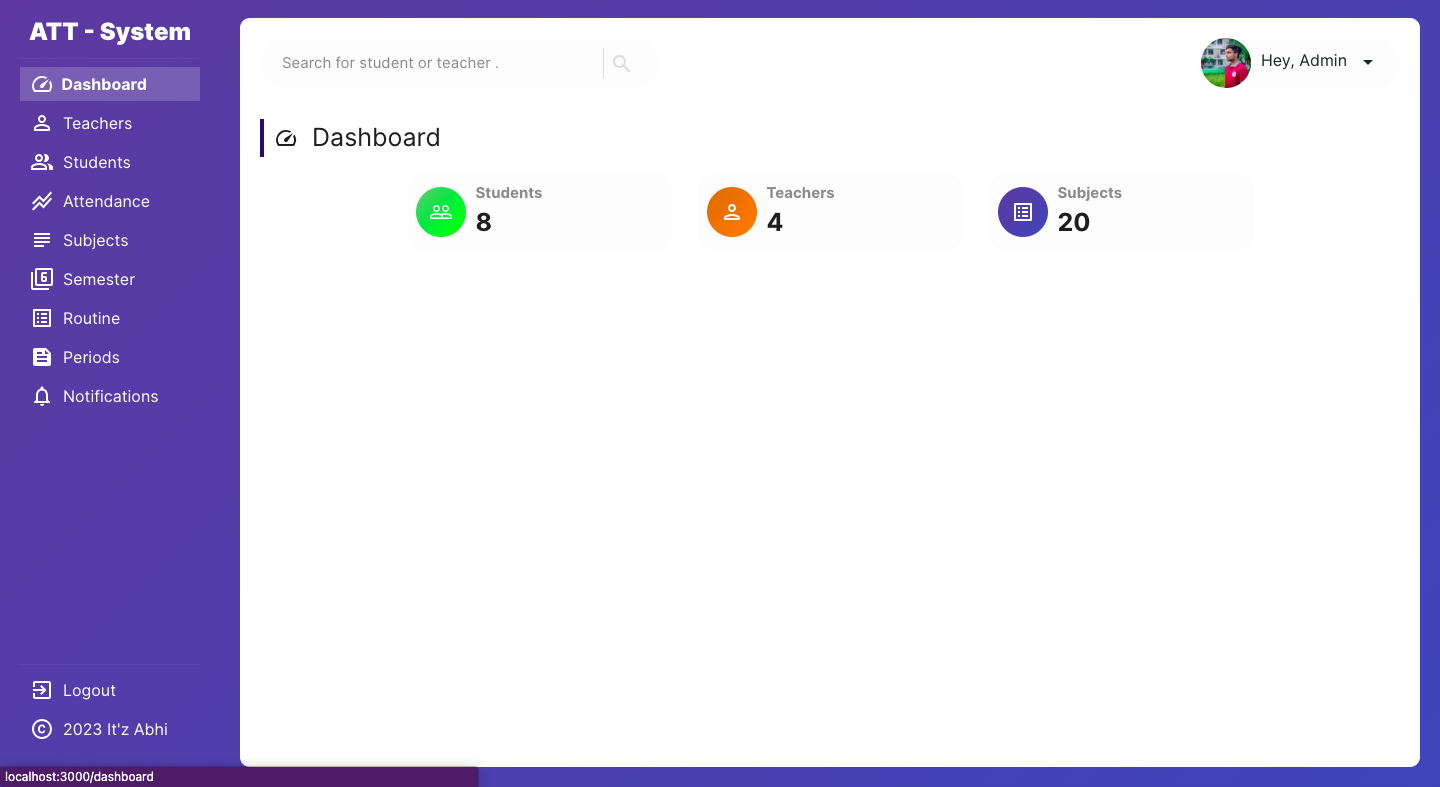 ATT - System
Dashboard
Teachers
Students
Attendance
Subjects
6
Semester
Routine
Periods
Notifications
Logout
© 2023 It'z Abhi
Search for student or teacher .
Hey, Admin
Dashboard
Students
8
Teachers
4
Subjects
20
localhost:3000/dashboard